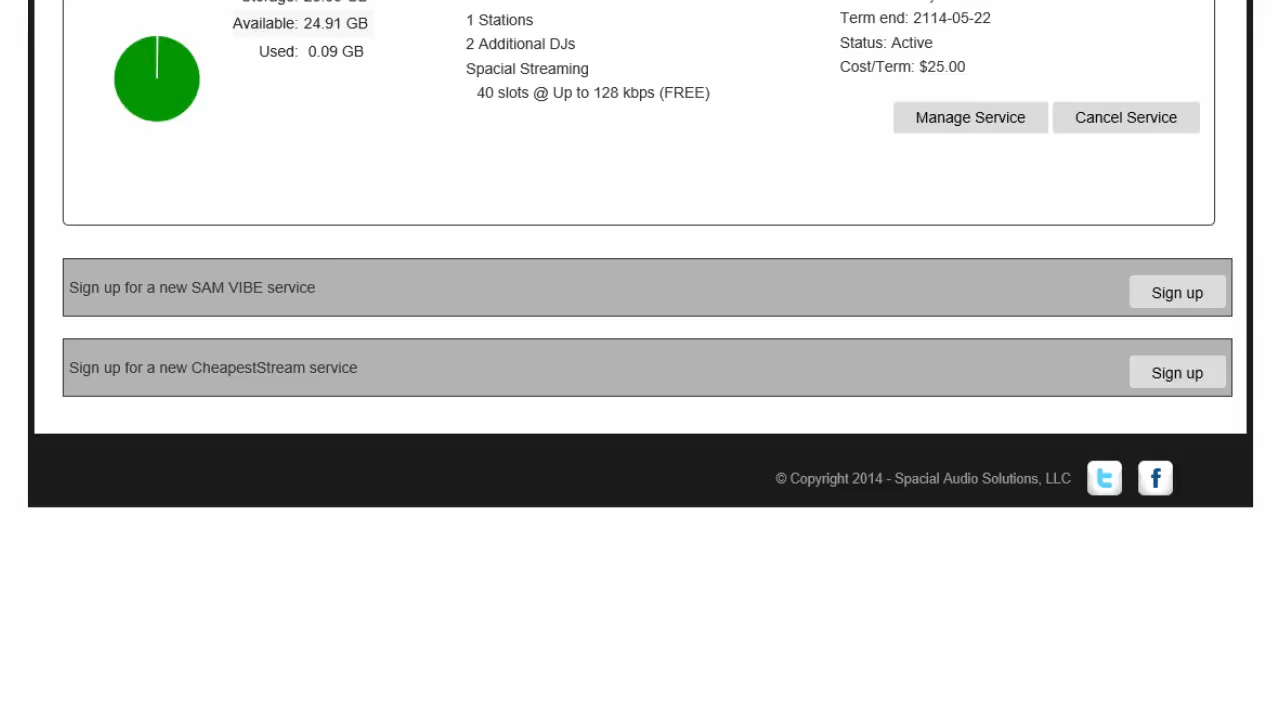 Available: 24.91 GB
Used: 0.09 GB
1 Stations
2 Additional DJs
Spacial Streaming
40 slots @ Up to 128 kbps (FREE)
Term end: 2114-05-22
Status: Active
Cost/Term: $25.00
Manage Service
Cancel Service
Sign up for a new SAM VIBE service
Sign up
Sign up for a new CheapestStream service
Sign up
© Copyright 2014 - Spacial Audio Solutions, LLC